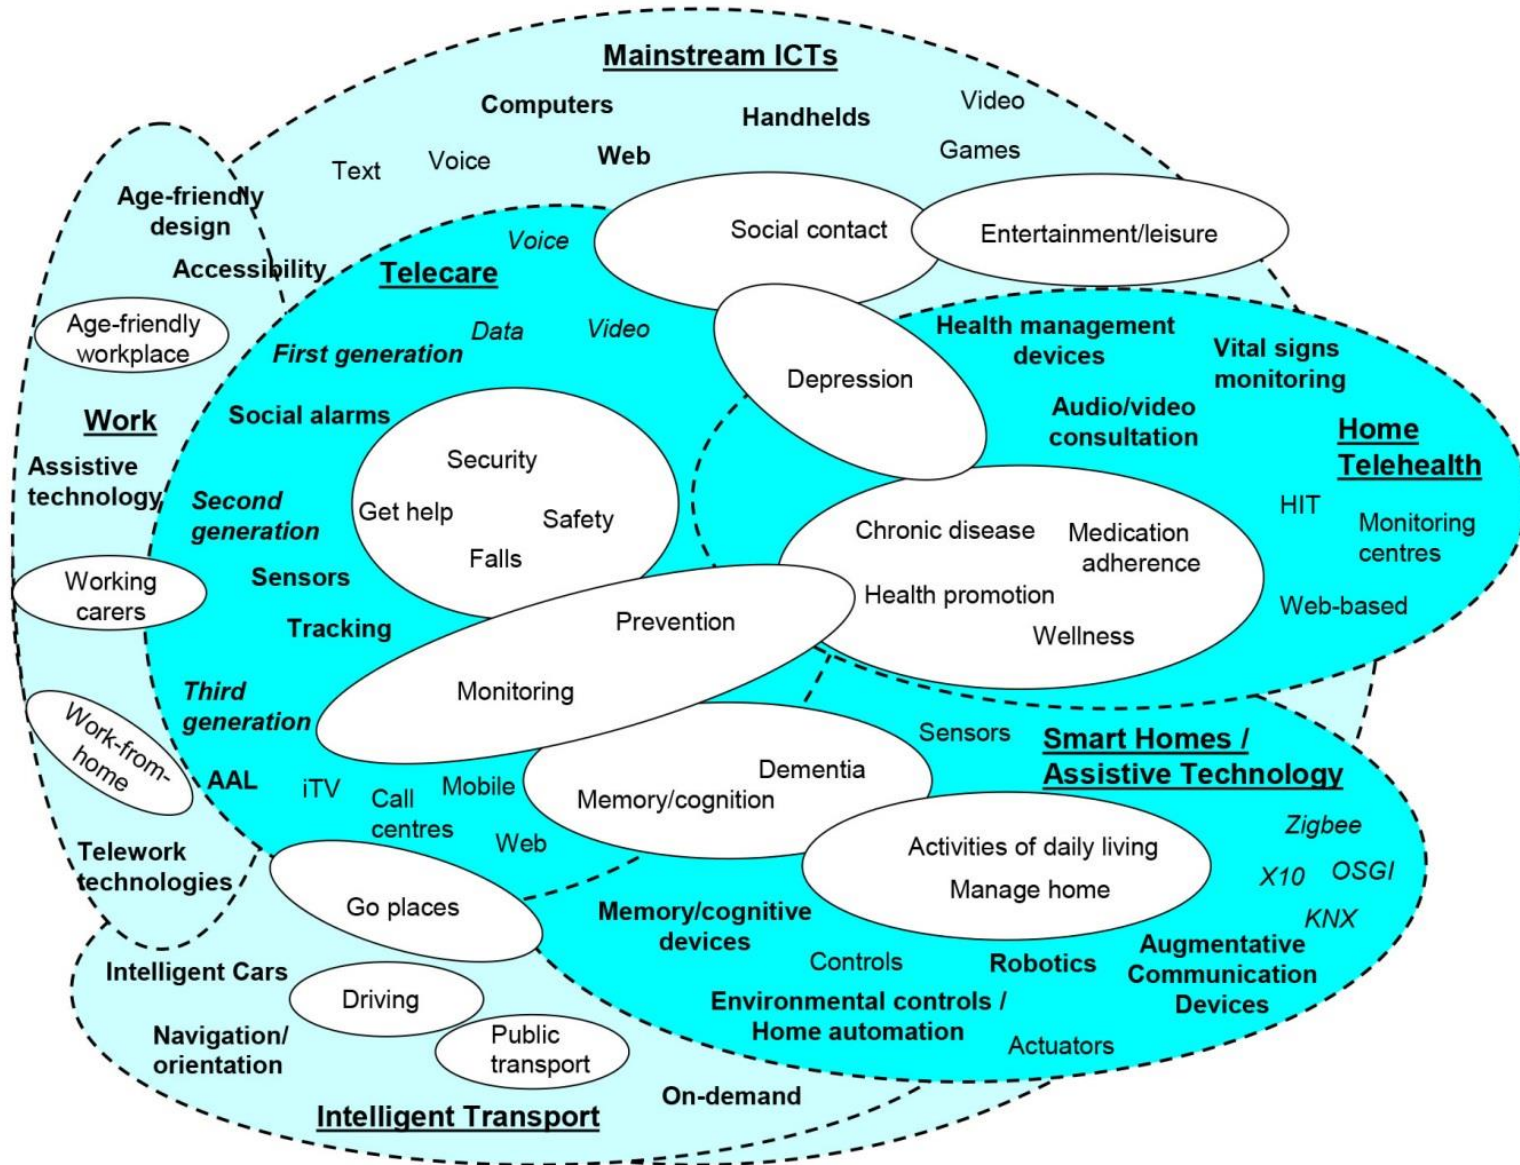 Mainstream ICTs
Computers
Handhelds
Video
Text
Voice
Web
Games
Age-friendly
design
Accessibility
Age-friendly
workplace
Work
Assistive
technology
Working
carers
Work-from-
home
Telework
technologies
Telecare
Voice
Data
Video
First generation
Social alarms
Second
generation
Sensors
Tracking
Third
generation
AAL
iTV
Call
centres
Mobile
Web
Social contact
Entertainment/leisure
Depression
Security
Get help
Safety
Falls
Prevention
Monitoring
Health management
devices
Vital signs
monitoring
Audio/video
consultation
Home
Telehealth
HIT
Monitoring
centres
Web-based
Chronic disease
Medication
adherence
Health promotion
Wellness
Sensors
Smart Homes /
Assistive Technology
Dementia
Memory/cognition
Activities of daily living
Manage home
Zigbee
X10
OSGI
KNX
Memory/cognitive
devices
Controls
Robotics
Augmentative
Communication
Devices
Environmental controls /
Home automation
Actuators
Go places
Intelligent Cars
Driving
Navigation/
orientation
Public
transport
On-demand
Intelligent Transport